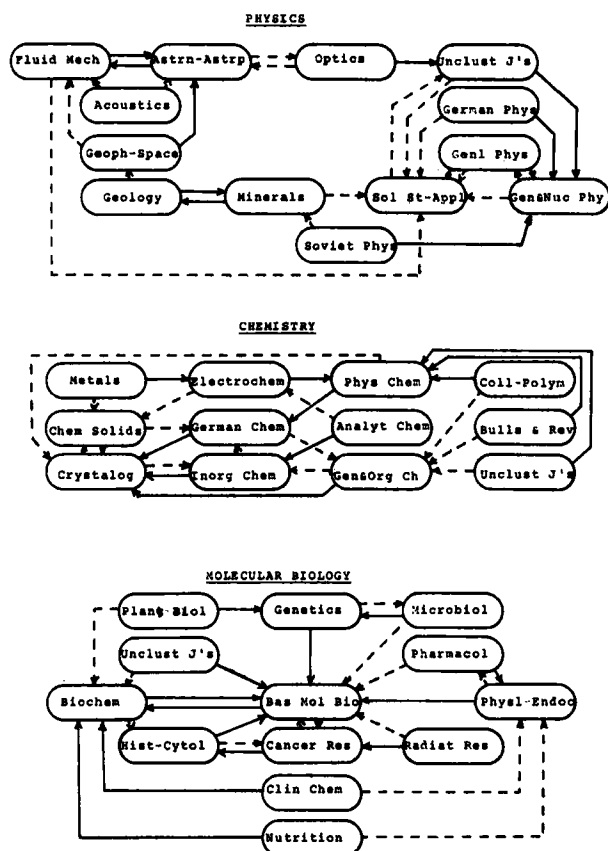 PHYSICS
Fluid Mech Astrn-Astrp Optics Unclust J's
Acoustics German Phys
Geoph-Space Genl Phys
Geology Minerals Sol St-Appl Gen&Nuc Phy
Soviet Phys
CHEMISTRY
Metals Electrochem Phys Chem Coll-Polym
Chem Solids German Chem Analyt Chem Bulls & Rev
Crystalog Inorg Chem Gen&Org Ch Unclust J's
MOLECULAR BIOLOGY
Plant Biol Genetics Microbiol
Unclust J's Pharmacol
Biochem Bas Mol Bio Physl-Endoc
Hist-Cytol Cancer Res Radiat Res
Clin Chem
Nutrition